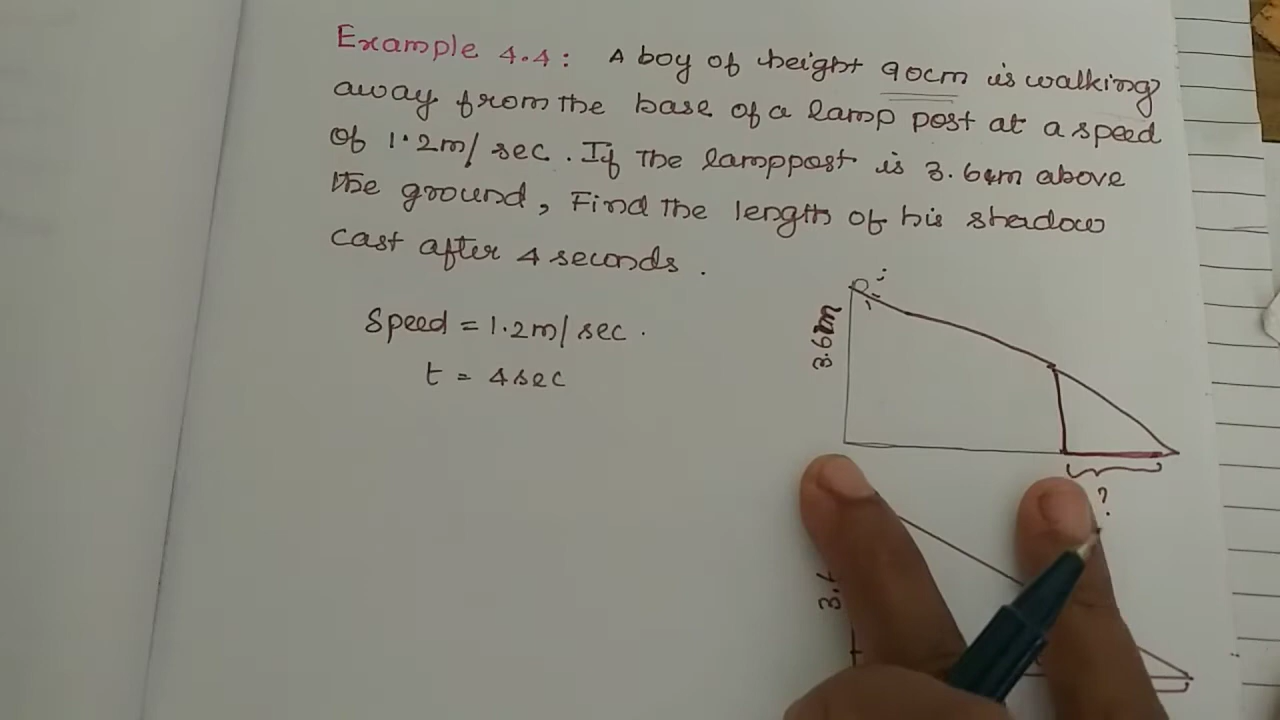 Example 4.4: A boy of height 90cm is walking
away from the base of a lamp post at a speed
of 1.2m/sec. If the lamppost is 3.6m above
the ground, Find the length of his shadow
cast after 4 seconds.
Speed = 1.2m/sec.
t = 4sec
3.6m
?